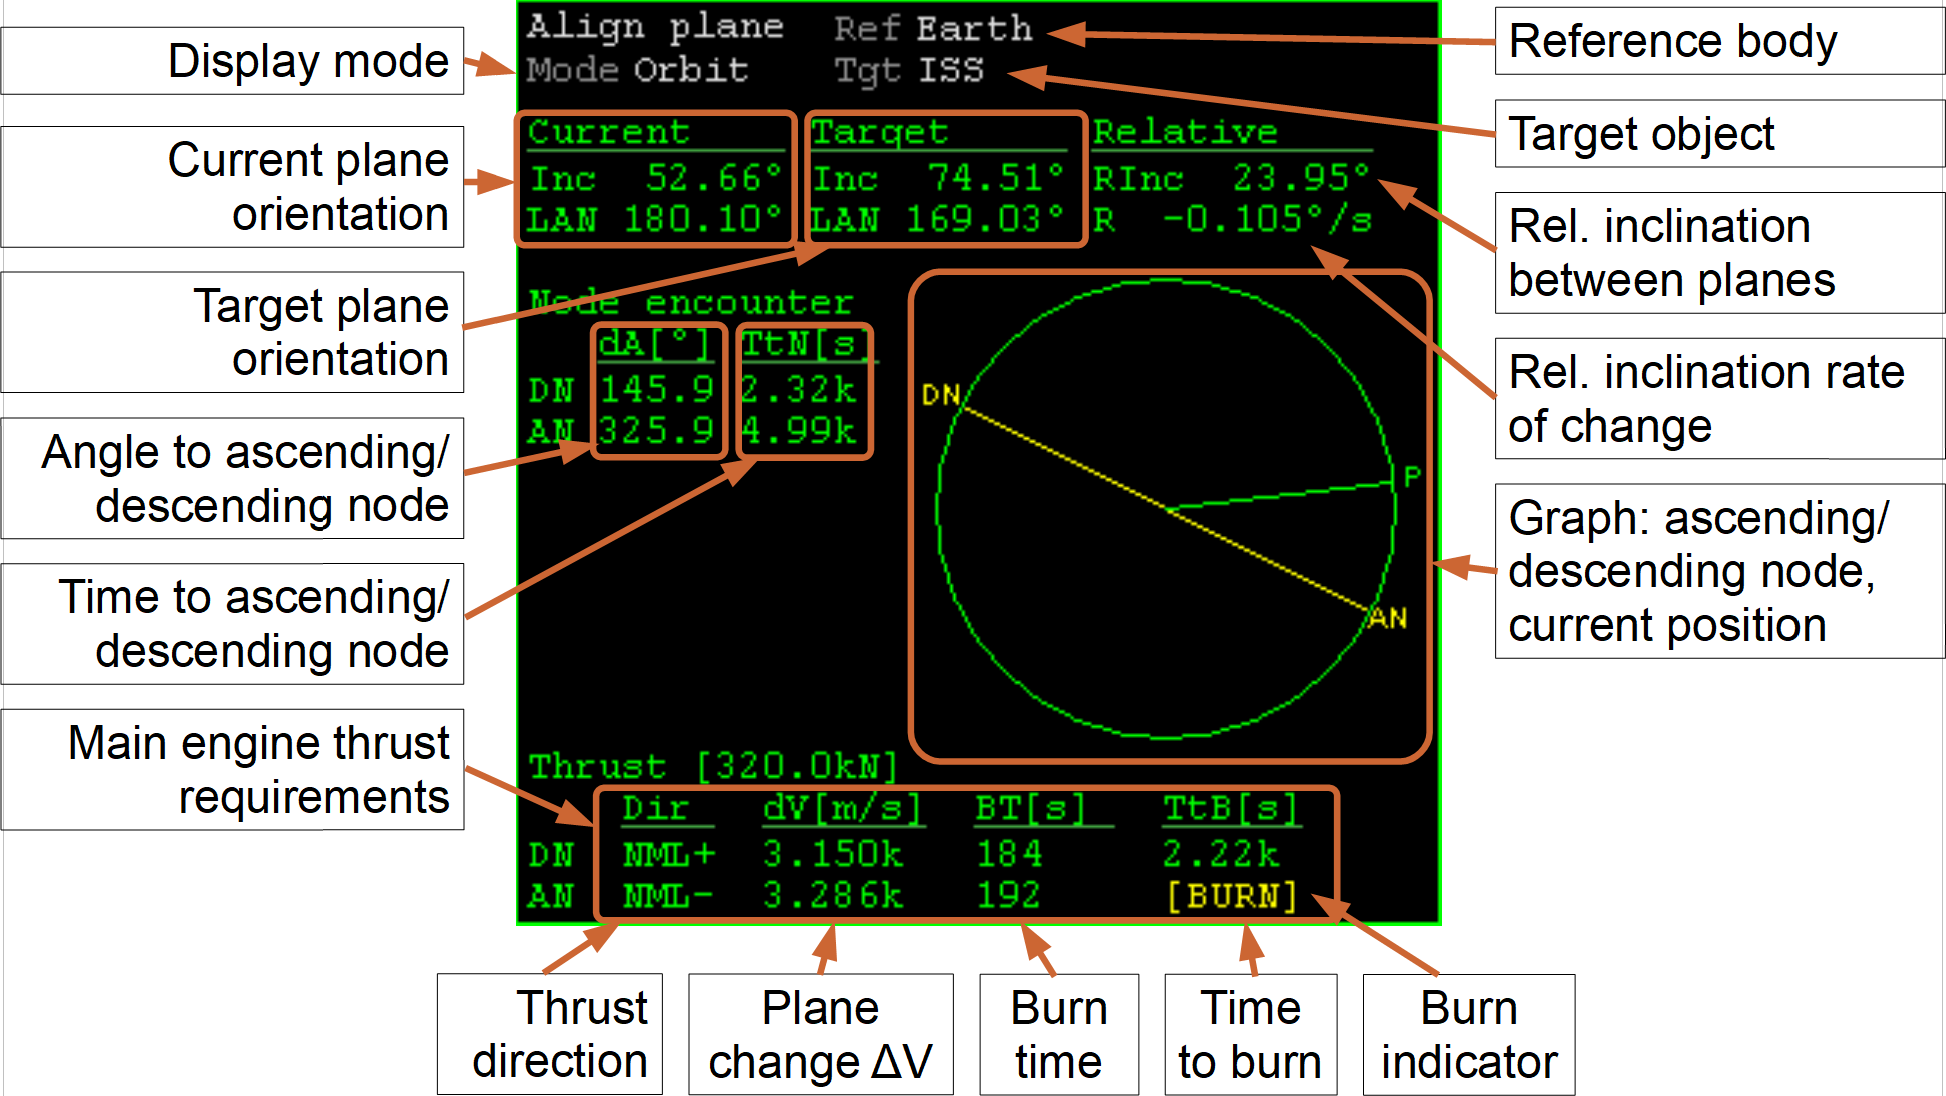 Display mode
Current plane
orientation
Target plane
orientation
Angle to ascending/
descending node
Time to ascending/
descending node
Main engine thrust
requirements
Align plane Ref Earth
Mode Orbit Tgt ISS
Current Target Relative
Inc 52.66° Inc 74.51° RInc 23.95°
LAN 180.10° LAN 169.03° R -0.105°/s
Node encounter
dA[°] TtN[s]
DN 145.9 2.32k
AN 325.9 4.99k
DN
P
AN
Thrust [320.0kN]
Dir dV[m/s] BT[s] TtB[s]
DN NML+ 3.150k 184 2.22k
AN NML- 3.286k 192 [BURN]
Reference body
Target object
Rel. inclination
between planes
Rel. inclination rate
of change
Graph: ascending/
descending node,
current position
Thrust
direction
Plane
change ΔV
Burn
time
Time
to burn
Burn
indicator